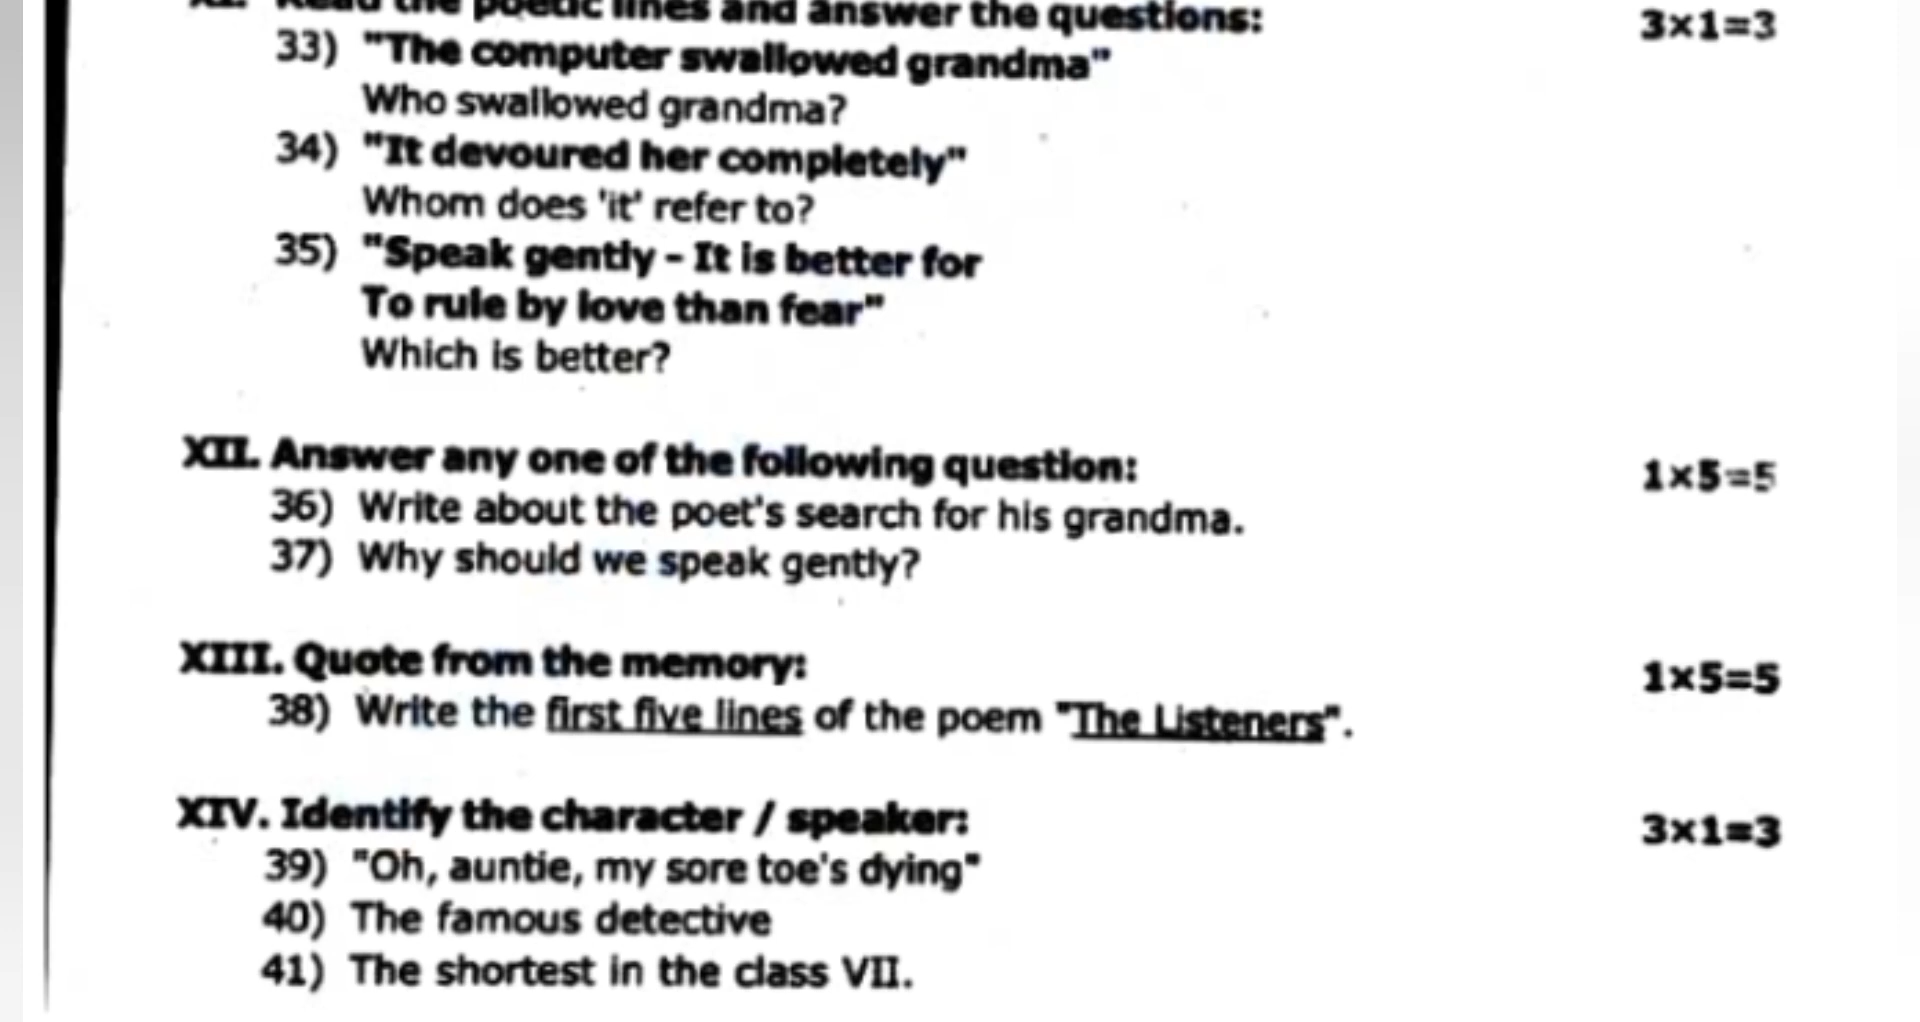 XI. Read the poetic lines and answer the questions: 3×1=3
33) "The computer swallowed grandma"
Who swallowed grandma?
34) "It devoured her completely"
Whom does 'it' refer to?
35) "Speak gently - It is better for
To rule by love than fear"
Which is better?
XII. Answer any one of the following question: 1×5=5
36) Write about the poet's search for his grandma.
37) Why should we speak gently?
XIII. Quote from the memory: 1×5=5
38) Write the first five lines of the poem "The Listeners".
XIV. Identify the character / speaker: 3×1=3
39) "Oh, auntie, my sore toe's dying"
40) The famous detective
41) The shortest in the class VII.